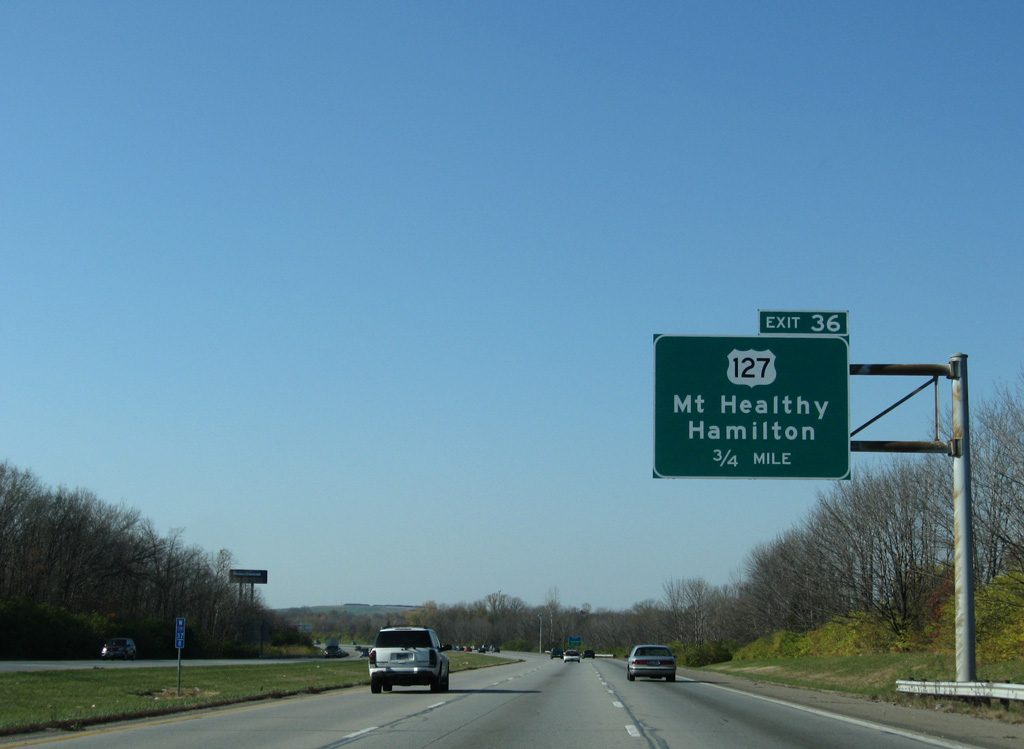 EXIT 36
127
Mt Healthy
Hamilton
3/4 MILE